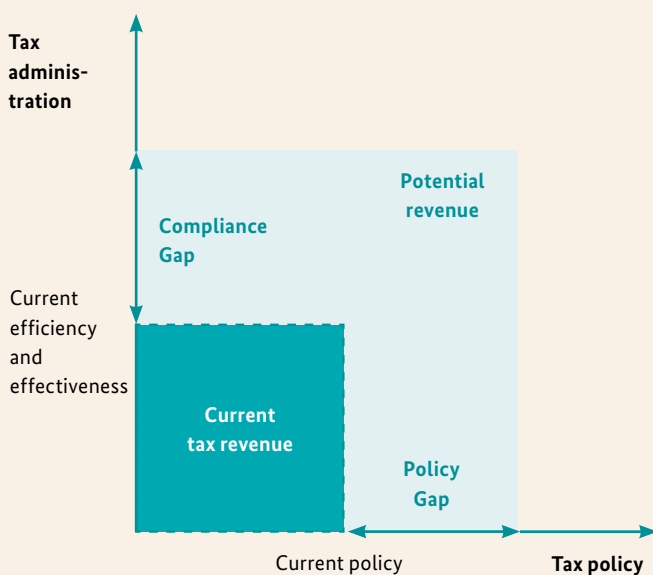 Tax
adminis-
tration
Potential
revenue
Compliance
Gap
Current
efficiency
and
effectiveness
Current
tax revenue
Policy
Gap
Current policy
Tax policy